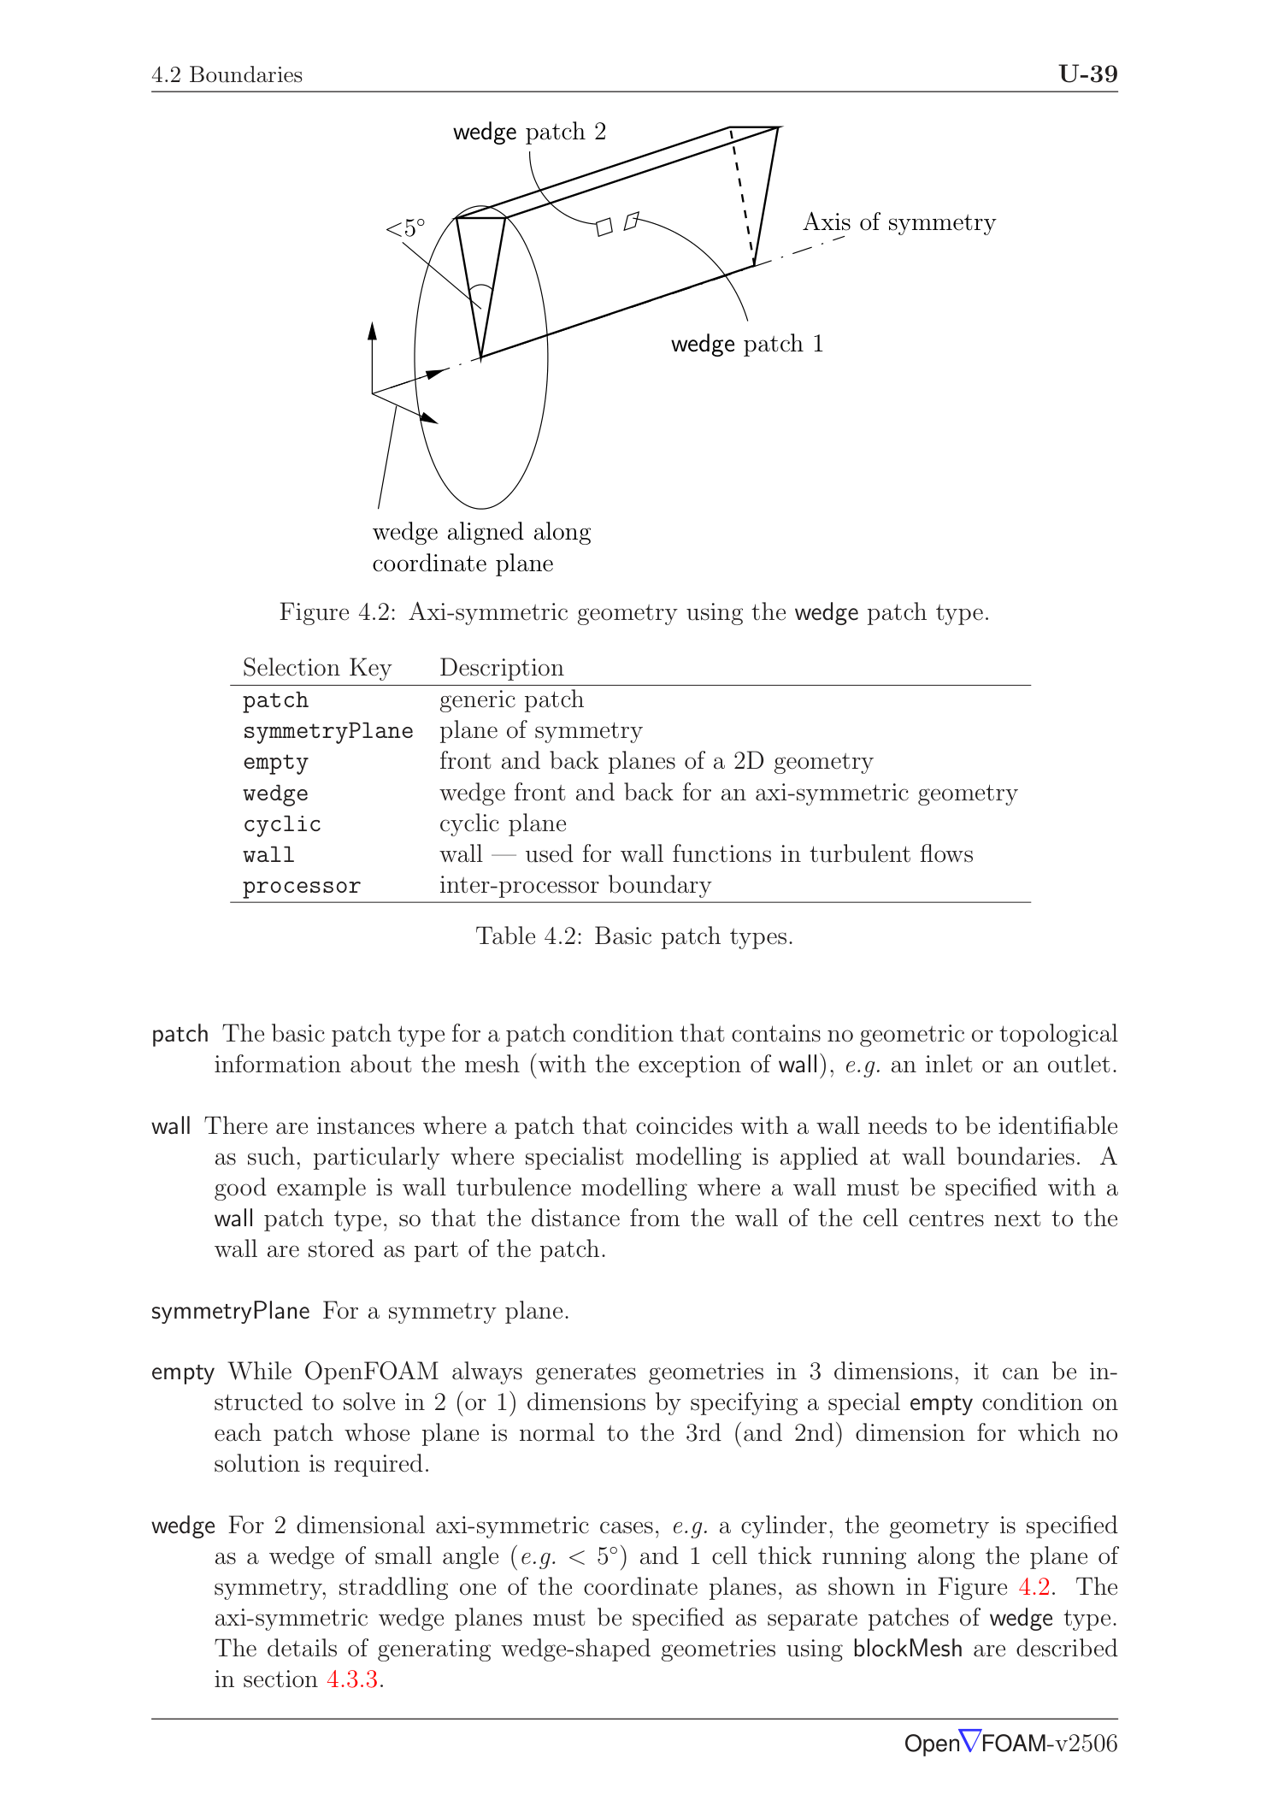 4.2 Boundaries U-39
wedge patch 2
<5°
Axis of symmetry
wedge patch 1
wedge aligned along
coordinate plane
Figure 4.2: Axi-symmetric geometry using the wedge patch type.
Selection Key Description
patch generic patch
symmetryPlane plane of symmetry
empty front and back planes of a 2D geometry
wedge wedge front and back for an axi-symmetric geometry
cyclic cyclic plane
wall wall — used for wall functions in turbulent flows
processor inter-processor boundary
Table 4.2: Basic patch types.
patch The basic patch type for a patch condition that contains no geometric or topological
information about the mesh (with the exception of wall), e.g. an inlet or an outlet.
wall There are instances where a patch that coincides with a wall needs to be identifiable
as such, particularly where specialist modelling is applied at wall boundaries. A
good example is wall turbulence modelling where a wall must be specified with a
wall patch type, so that the distance from the wall of the cell centres next to the
wall are stored as part of the patch.
symmetryPlane For a symmetry plane.
empty While OpenFOAM always generates geometries in 3 dimensions, it can be in-
structed to solve in 2 (or 1) dimensions by specifying a special empty condition on
each patch whose plane is normal to the 3rd (and 2nd) dimension for which no
solution is required.
wedge For 2 dimensional axi-symmetric cases, e.g. a cylinder, the geometry is specified
as a wedge of small angle (e.g. < 5°) and 1 cell thick running along the plane of
symmetry, straddling one of the coordinate planes, as shown in Figure 4.2. The
axi-symmetric wedge planes must be specified as separate patches of wedge type.
The details of generating wedge-shaped geometries using blockMesh are described
in section 4.3.3.
Open▽FOAM-v2506